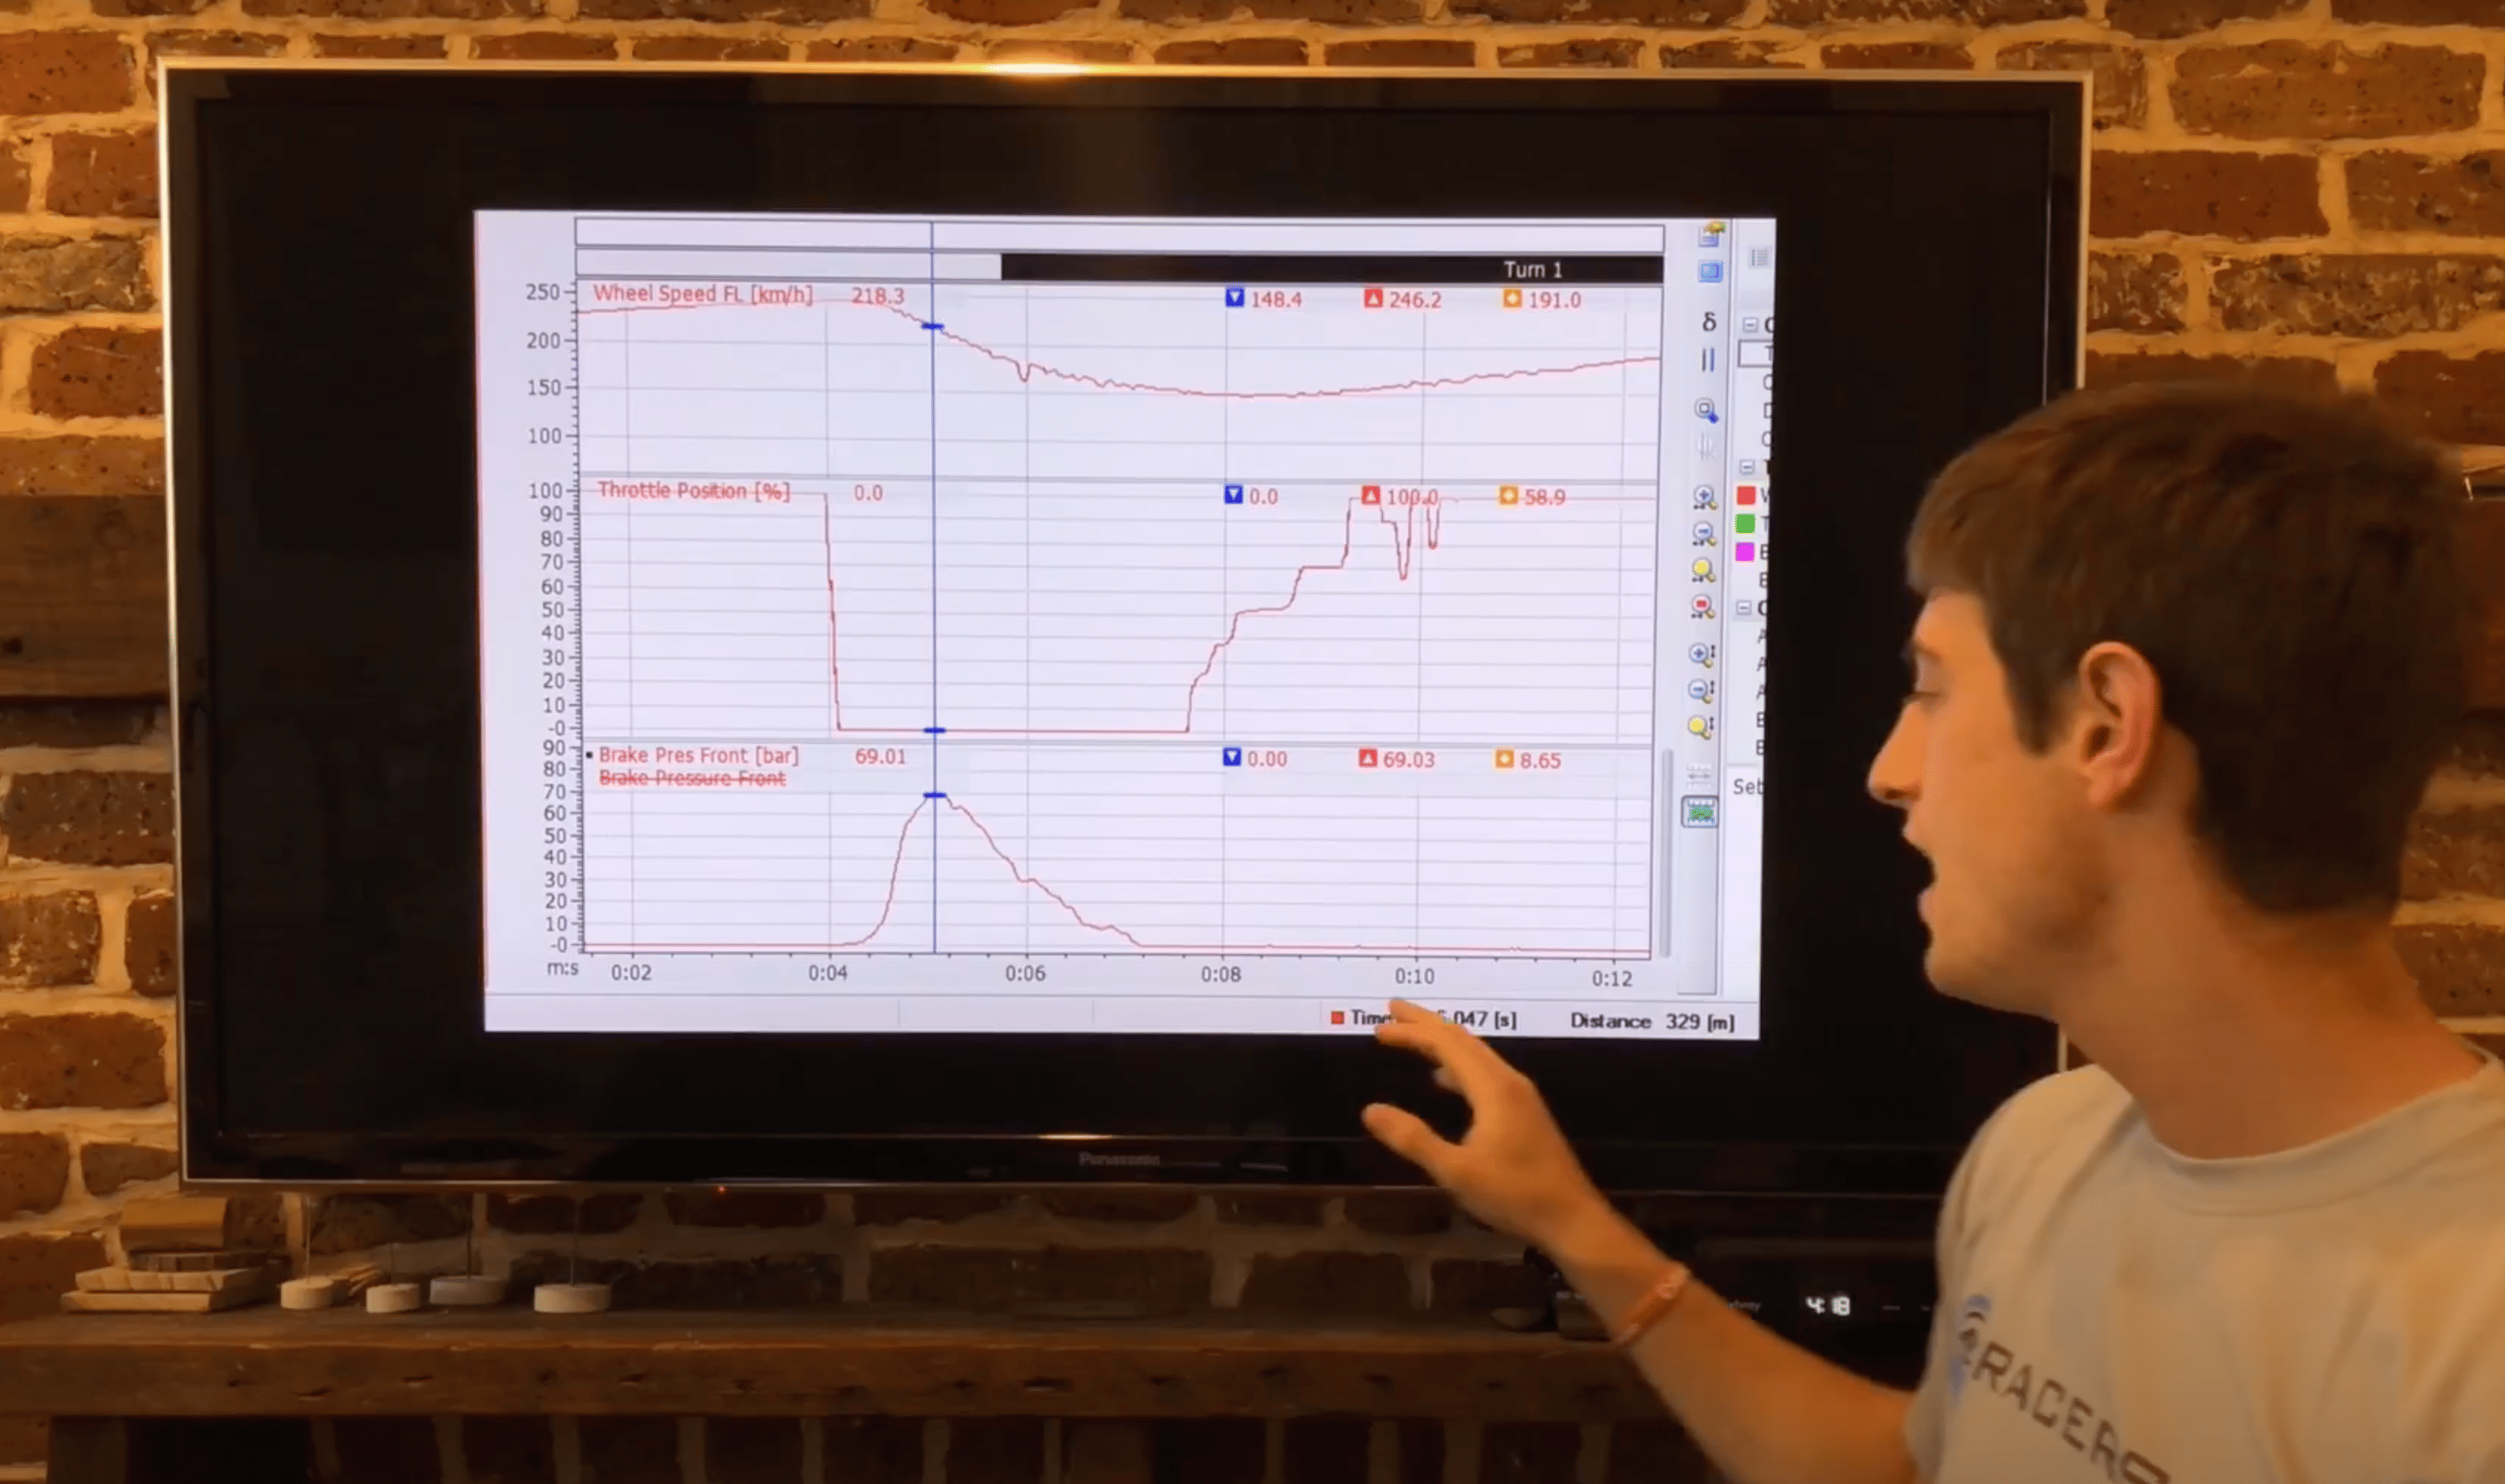 Turn 1
250
Wheel Speed FL [km/h] 218.3 148.4 246.2 191.0
200
150
100
100
Throttle Position [%] 0.0 0.0 100.0 58.9
90
80
70
60
50
40
30
20
10
-0
90
Brake Pres Front [bar] 69.01 0.00 69.03 8.65
Brake Pressure Front
80
70
60
50
40
30
20
10
-0
m:s 0:02 0:04 0:06 0:08 0:10 0:12
047 [s] Distance 329 [m]
δ
Panasonic
4:18